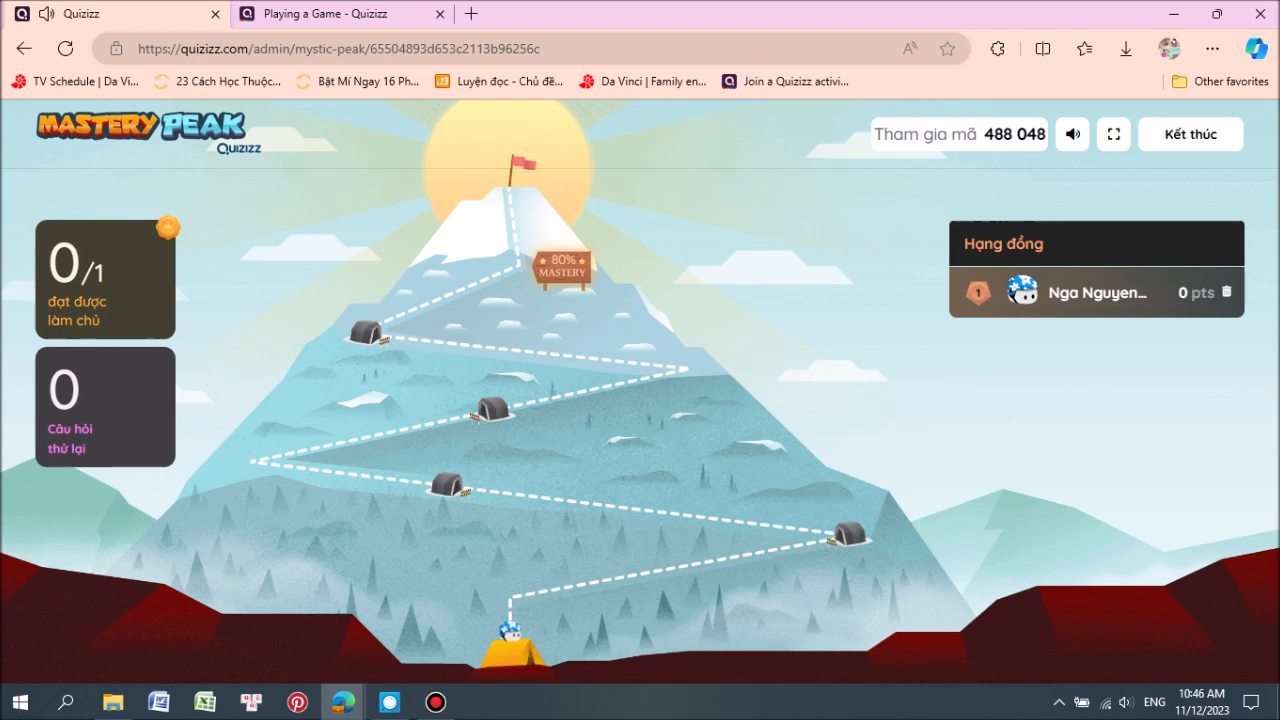 Quizizz
Playing a Game - Quizizz
https://quizizz.com/admin/mystic-peak/65504893d653c2113b96256c
TV Schedule | Da Vi...
23 Cách Học Thuộc...
Bật Mí Ngay 16 Ph...
Luyện đọc - Chủ đề...
Da Vinci | Family en...
Join a Quizizz activi...
Other favorites
MASTERY PEAK
Quizizz
Tham gia mã 488 048
Kết thúc
0/1
đạt được
làm chủ
0
Câu hỏi
thử lại
80%
MASTERY
Hạng đồng
1 Nga Nguyen... 0 pts
ENG
10:46 AM
11/12/2023